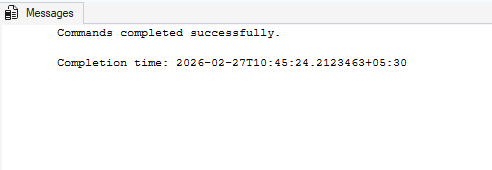 Messages
Commands completed successfully.
Completion time: 2026-02-27T10:45:24.2123463+05:30